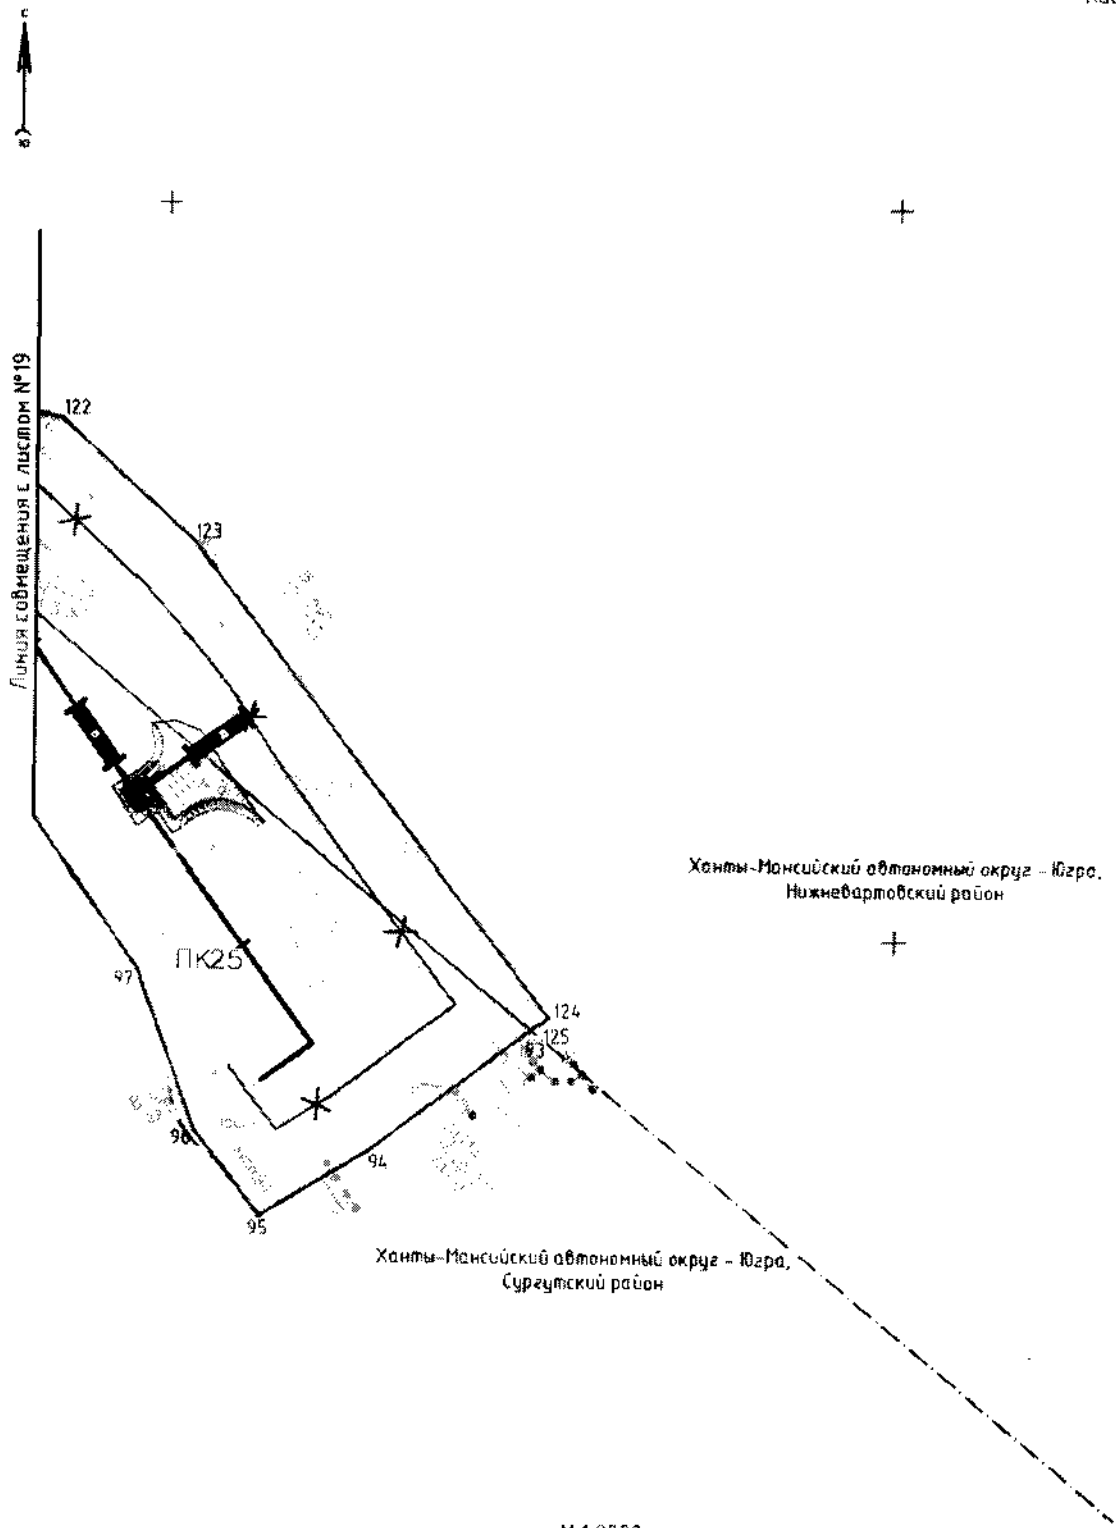 С
Ю
Линия совмещения с листом №19
122
123
Ханты-Мансийский автономный округ - Югра,
Нижневартовский район
ПК25
97
124
125
96
94
95
Ханты-Мансийский автономный округ - Югра,
Сургутский район